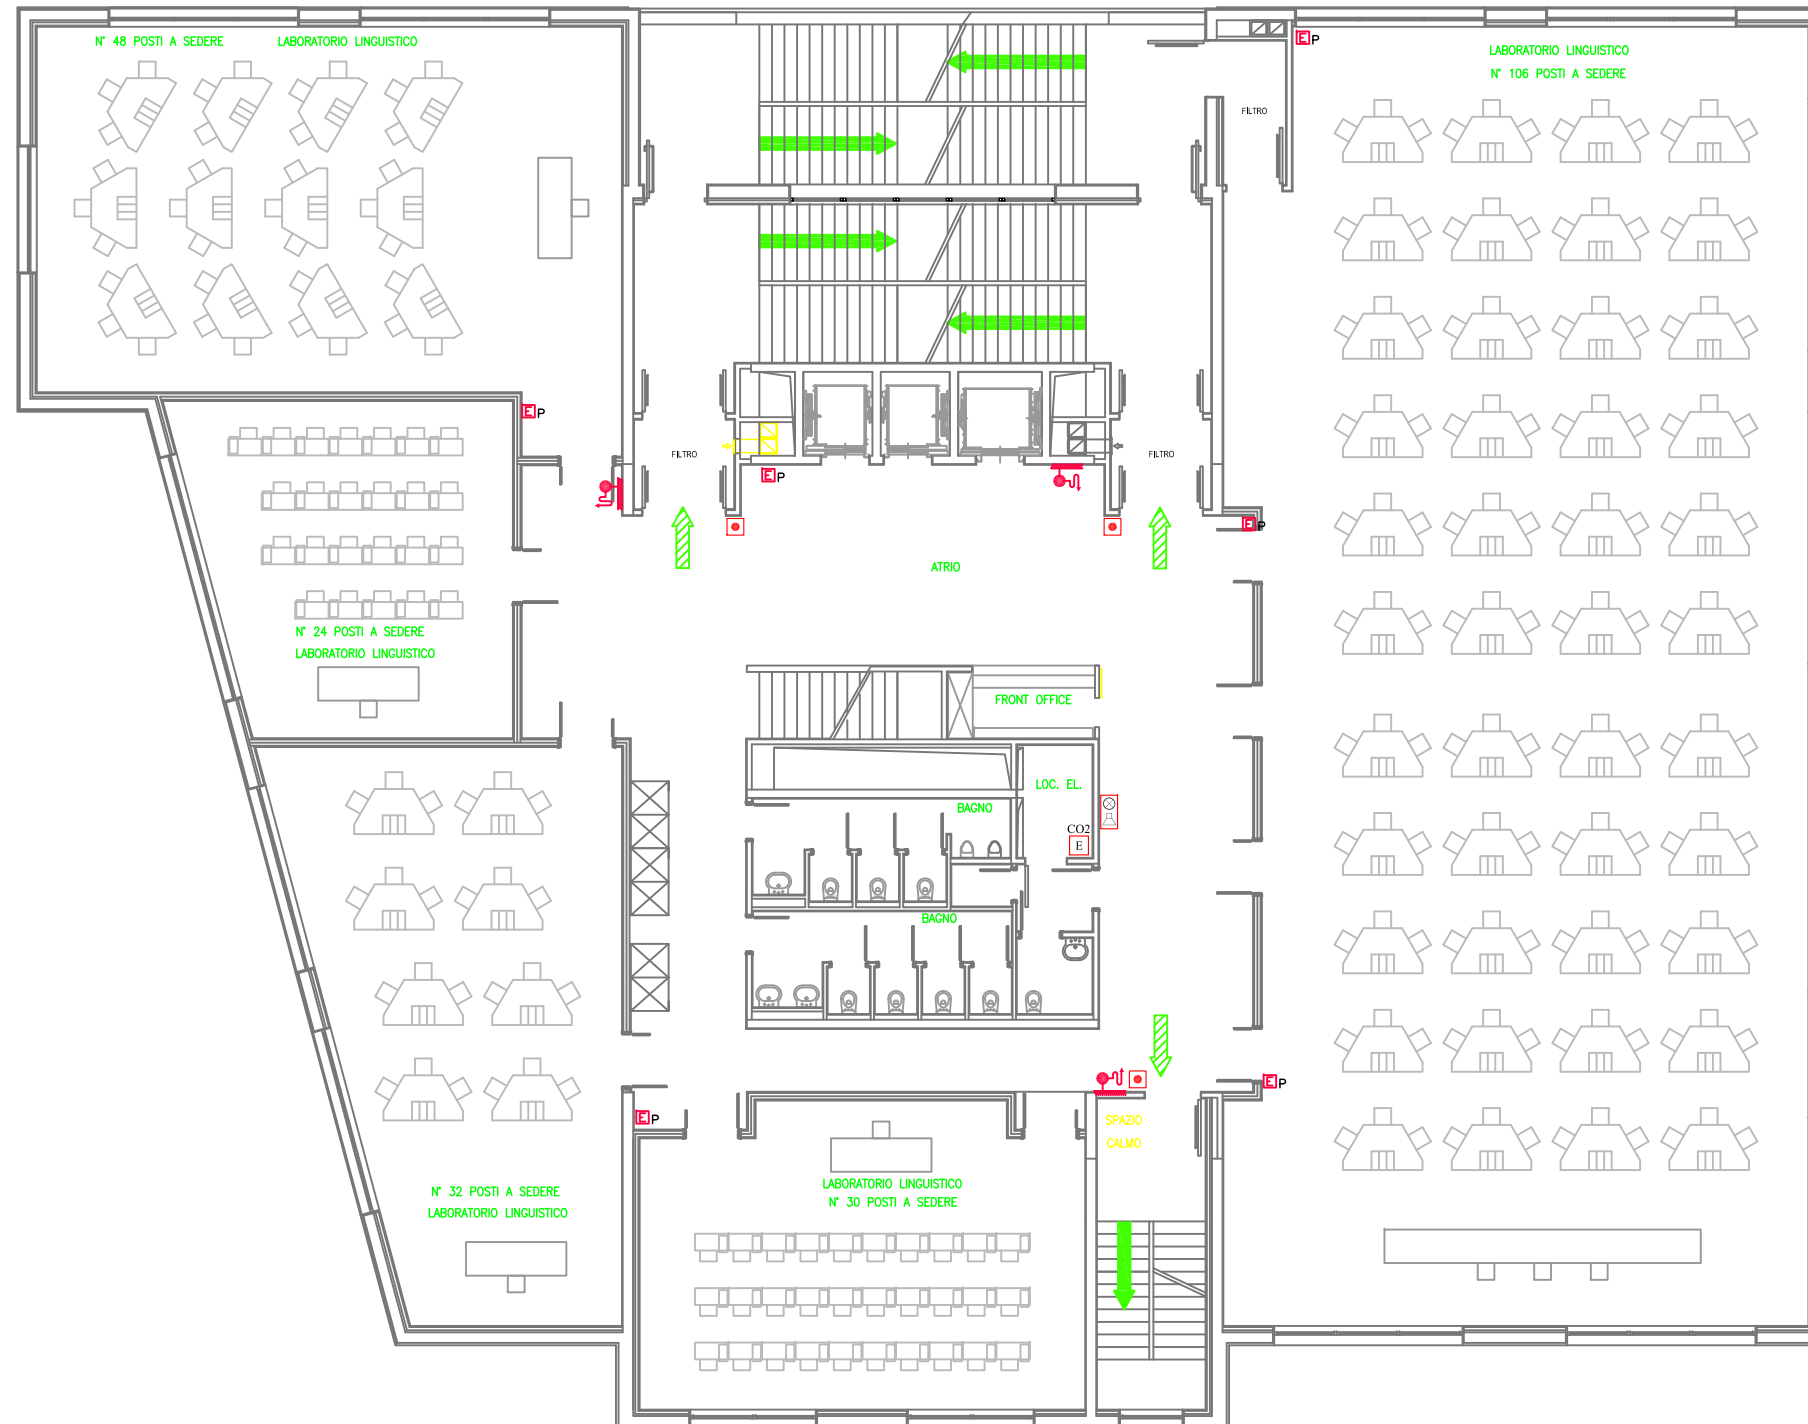 N° 48 POSTI A SEDERE
LABORATORIO LINGUISTICO
E P
LABORATORIO LINGUISTICO
N° 106 POSTI A SEDERE
FILTRO
E P
FILTRO
FILTRO
E P
E P
ATRIO
N° 24 POSTI A SEDERE
LABORATORIO LINGUISTICO
FRONT OFFICE
LOC. EL.
BAGNO
CO2
E
BAGNO
E P
E P
SPAZIO
CALMO
LABORATORIO LINGUISTICO
N° 30 POSTI A SEDERE
N° 32 POSTI A SEDERE
LABORATORIO LINGUISTICO